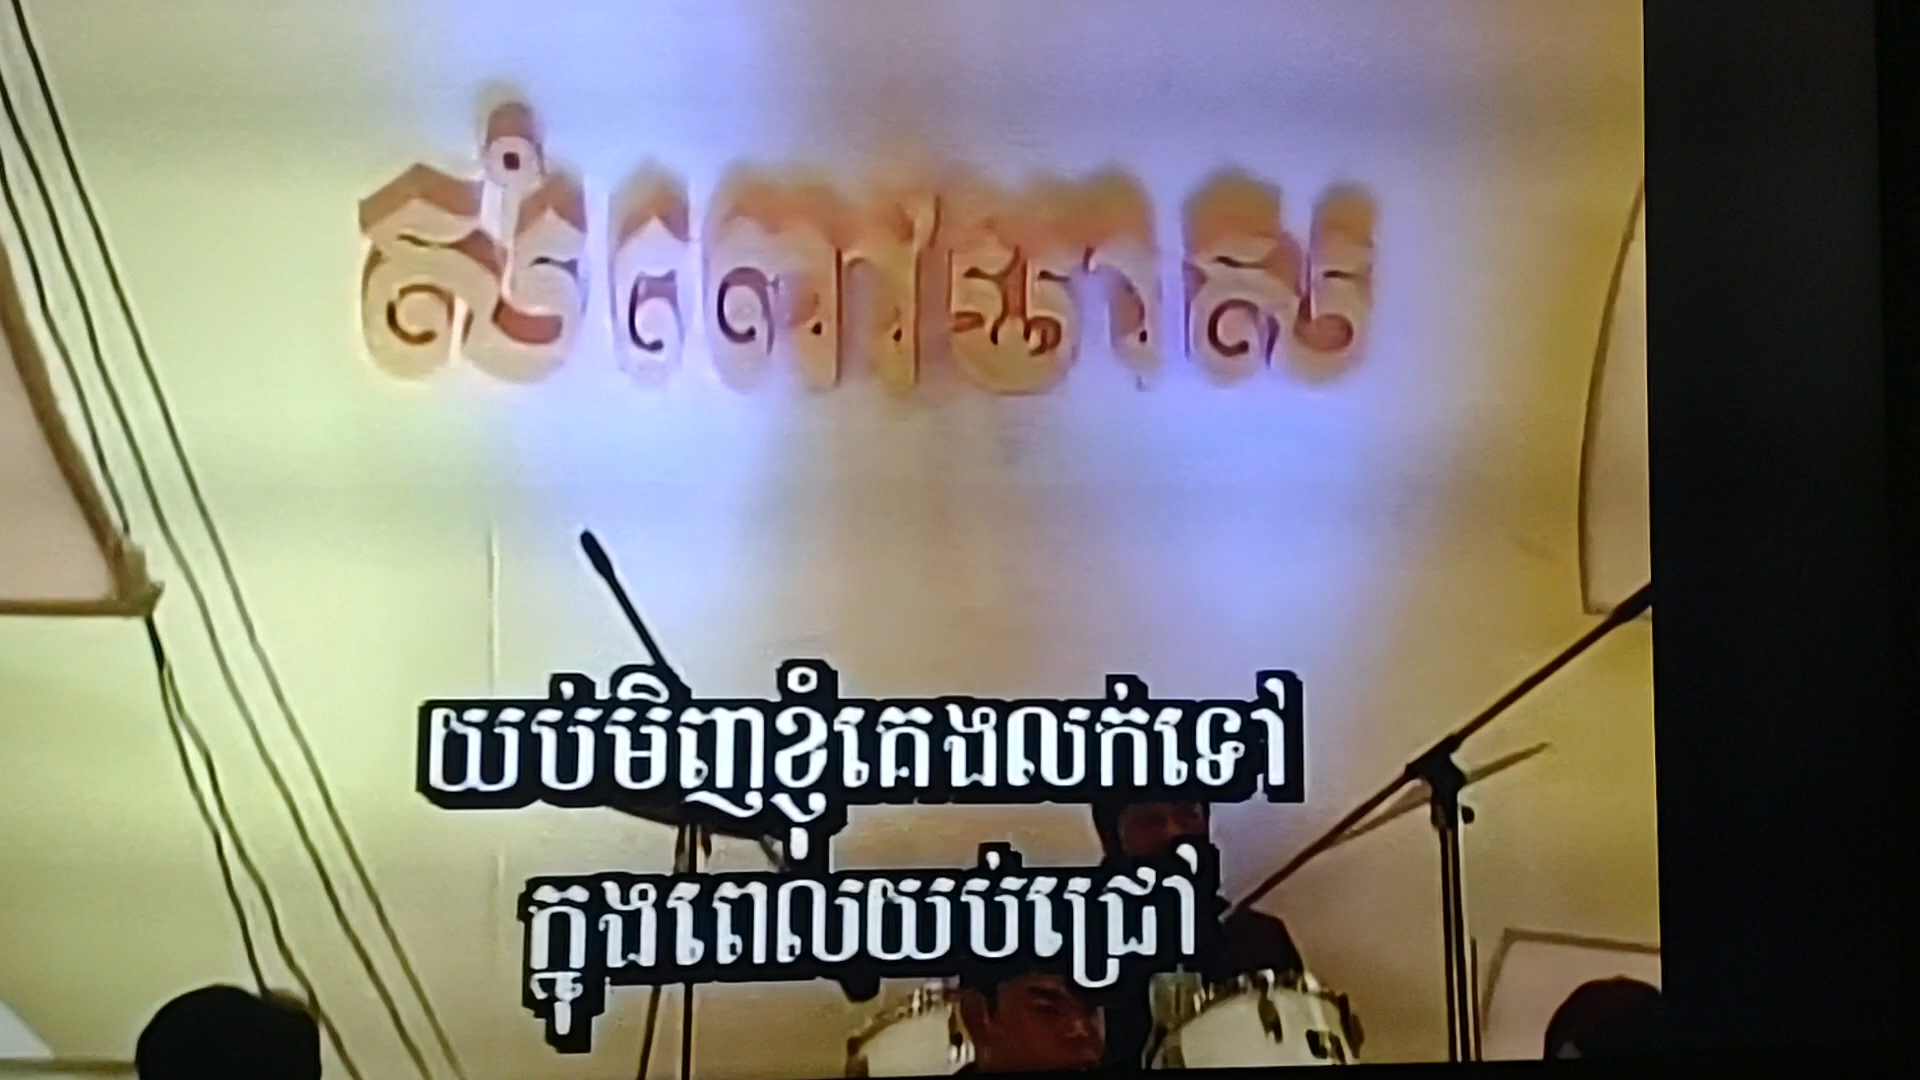 សំពៅមាស
យប់មិញខ្ញុំគេងលក់ទៅ
ក្នុងពេលយប់ជ្រៅ